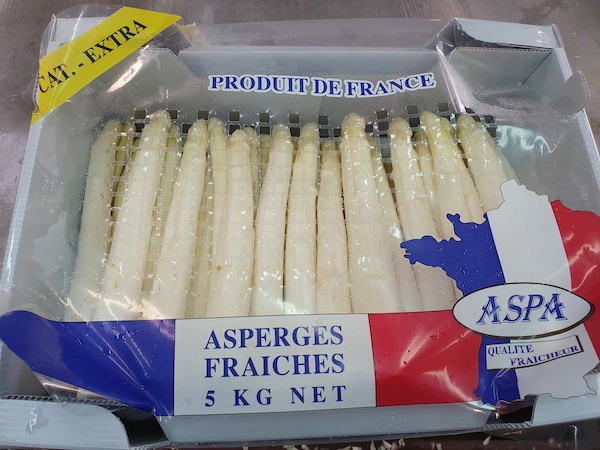 CAT. - EXTRA
PRODUIT DE FRANCE
ASPA
QUALITE
FRAICHEUR
ASPERGES
FRAICHES
5 KG NET